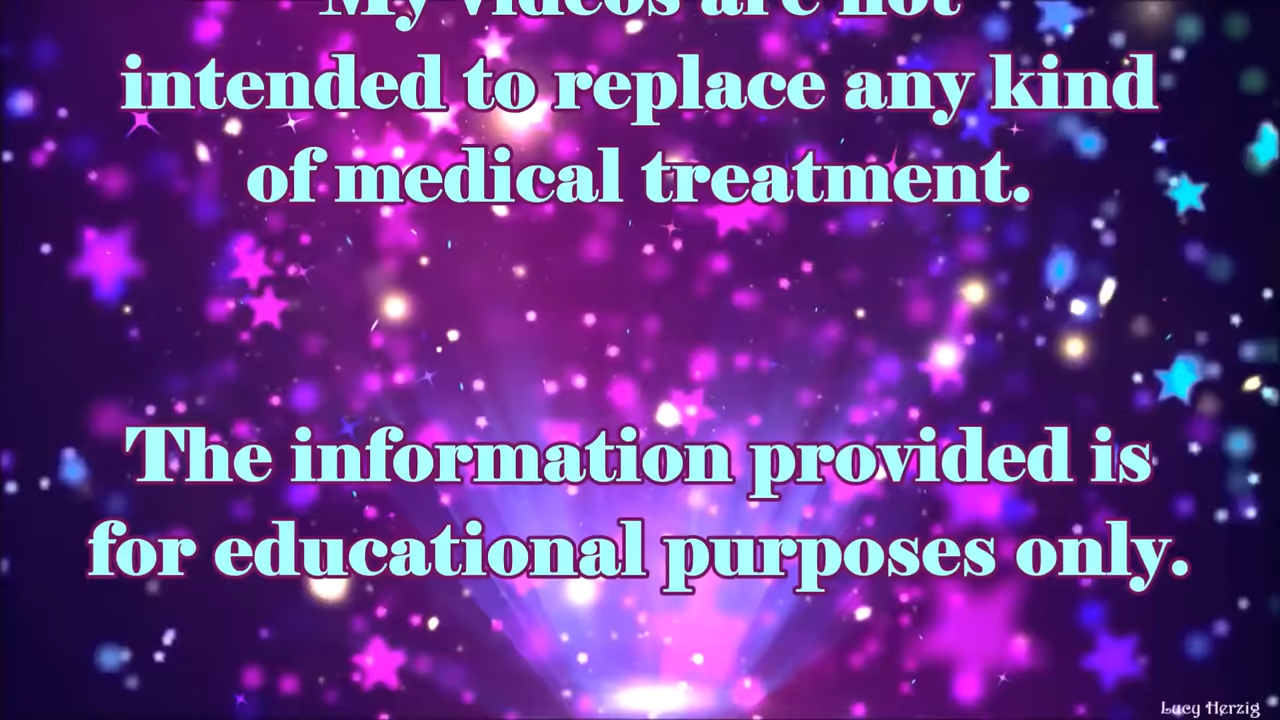 My videos are not
intended to replace any kind
of medical treatment.
The information provided is
for educational purposes only.
Lucy Herzig